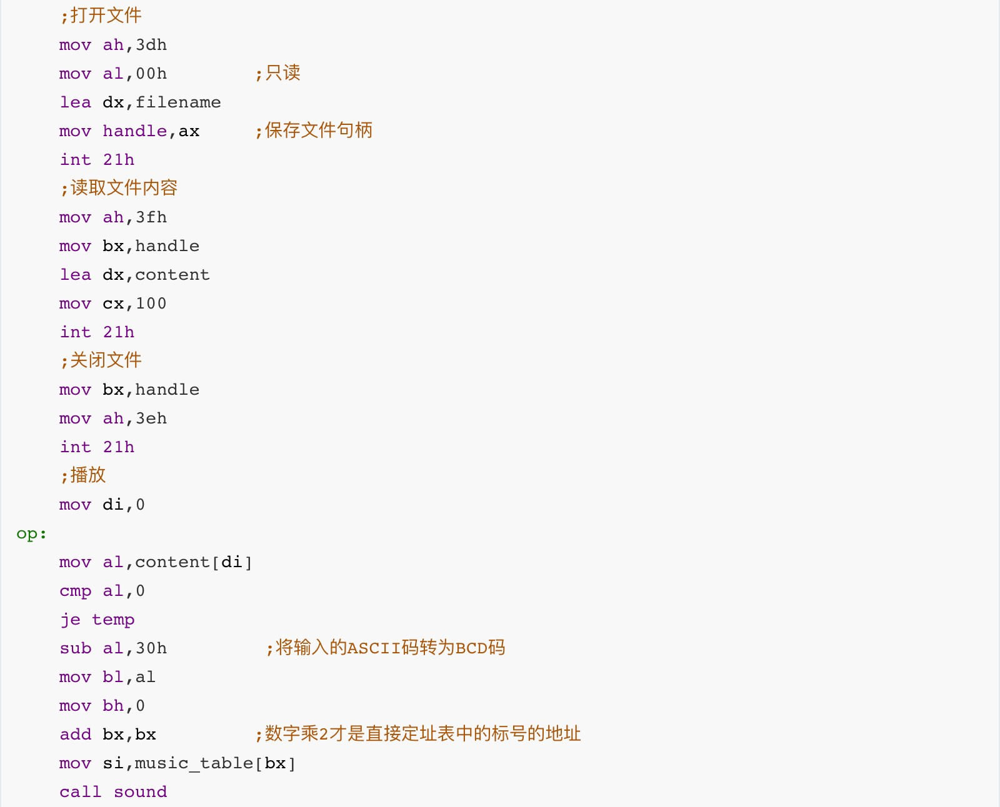 ;打开文件
mov ah,3dh
mov al,00h ;只读
lea dx,filename
mov handle,ax ;保存文件句柄
int 21h
;读取文件内容
mov ah,3fh
mov bx,handle
lea dx,content
mov cx,100
int 21h
;关闭文件
mov bx,handle
mov ah,3eh
int 21h
;播放
mov di,0
op:
mov al,content[di]
cmp al,0
je temp
sub al,30h ;将输入的ASCII码转为BCD码
mov bl,al
mov bh,0
add bx,bx ;数字乘2才是直接定址表中的标号的地址
mov si,music_table[bx]
call sound